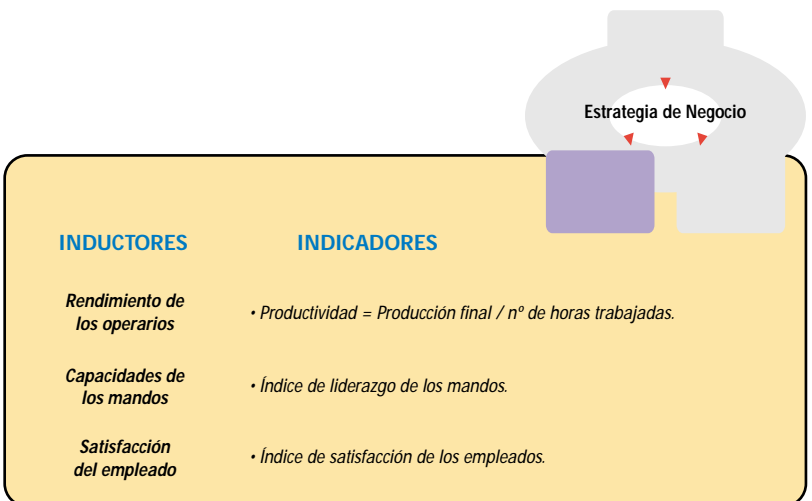 Estrategia de Negocio
INDUCTORES
INDICADORES
Rendimiento de
los operarios
• Productividad = Producción final / nº de horas trabajadas.
Capacidades de
los mandos
• Índice de liderazgo de los mandos.
Satisfacción
del empleado
• Índice de satisfacción de los empleados.